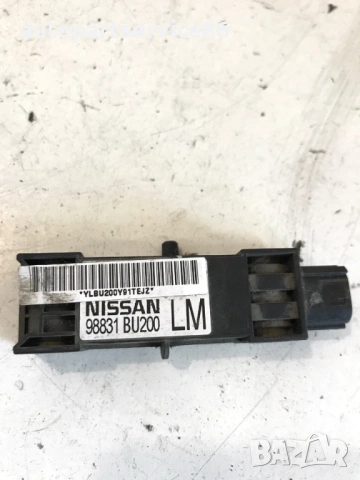 *YLBU200Y91TEJZ*
NISSAN
98831 BU200 LM
BAZAR